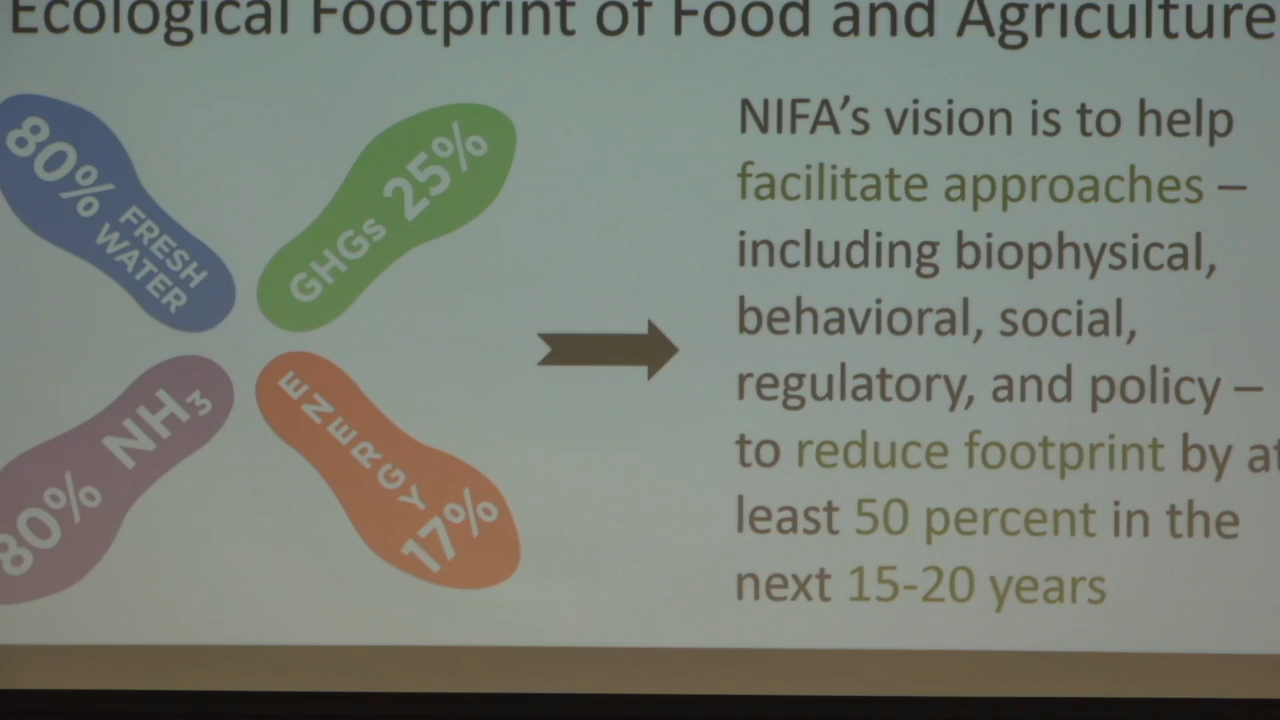 Ecological Footprint of Food and Agriculture
80% FRESH
WATER
GHGs 25%
80% NH₃
ENERGY 17%
NIFA’s vision is to help
facilitate approaches –
including biophysical,
behavioral, social,
regulatory, and policy –
to reduce footprint by at
least 50 percent in the
next 15-20 years